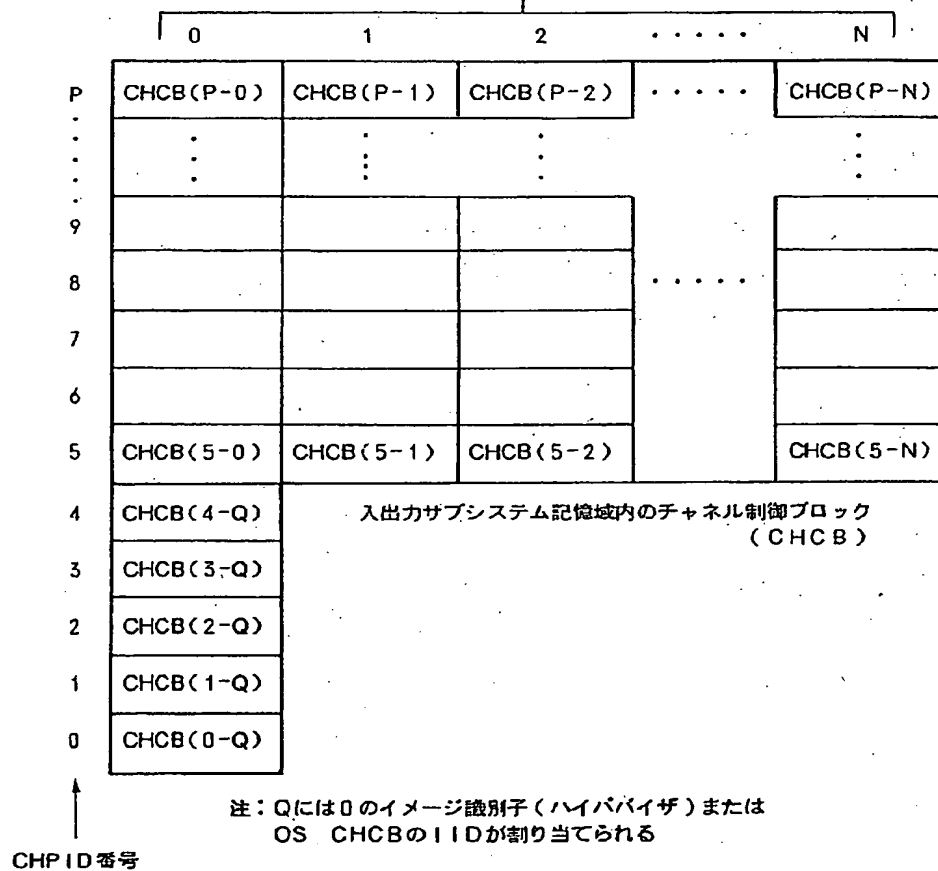 0 1 2 ····· N
P CHCB(P-0) CHCB(P-1) CHCB(P-2) ····· CHCB(P-N)
9
8 ·····
7
6
5 CHCB(5-0) CHCB(5-1) CHCB(5-2) CHCB(5-N)
4 CHCB(4-Q) 入出力サブシステム記憶域内のチャネル制御ブロック
(CHCB)
3 CHCB(3-Q)
2 CHCB(2-Q)
1 CHCB(1-Q)
0 CHCB(0-Q)
注：Qには0のイメージ識別子(ハイパバイザ)または
OS CHCBのIIDが割り当てられる
CHPID番号